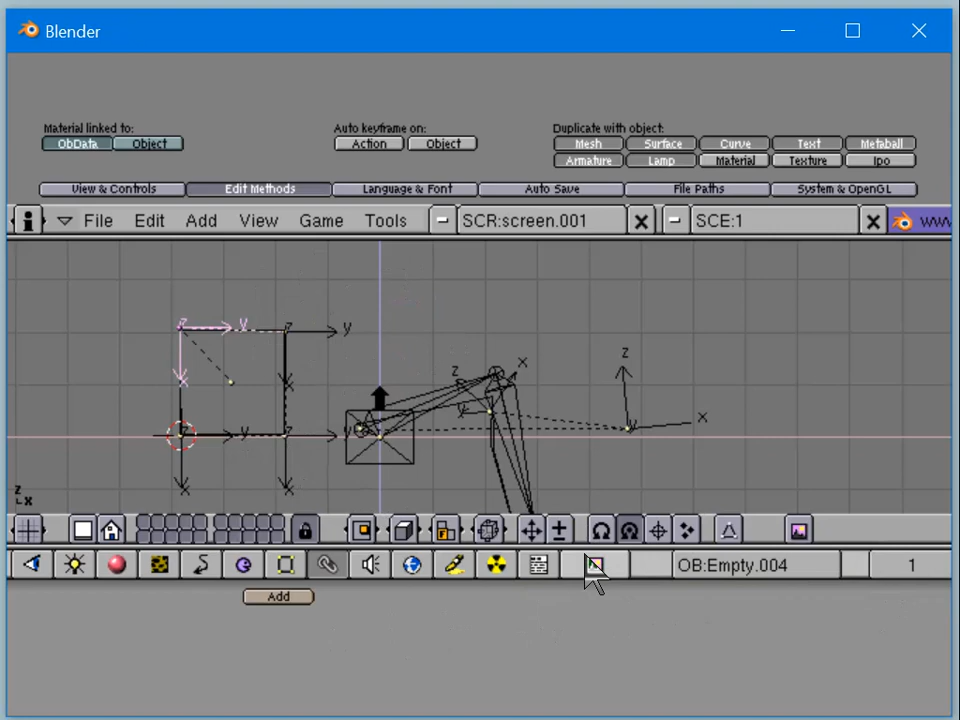 Blender
Material linked to: Auto keyframe on: Duplicate with object:
ObData Object Action Object Mesh Surface Curve Text Metaball
Armature Lamp Material Texture Ipo
View & Controls Edit Methods Language & Font Auto Save File Paths System & OpenGL
File Edit Add View Game Tools SCR:screen.001 SCE:1 www
z y z y
x x
z x
z
y x
y
y z y
x x
z
x
OB:Empty.004 1
Add